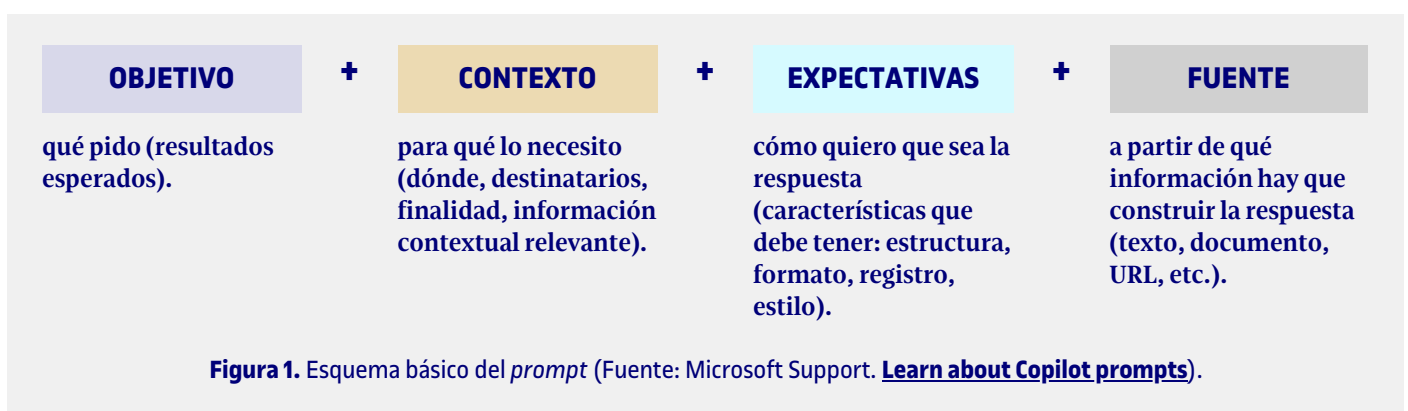 OBJETIVO + CONTEXTO + EXPECTATIVAS + FUENTE
qué pido (resultados
esperados).
para qué lo necesito
(dónde, destinatarios,
finalidad, información
contextual relevante).
cómo quiero que sea la
respuesta
(características que
debe tener: estructura,
formato, registro,
estilo).
a partir de qué
información hay que
construir la respuesta
(texto, documento,
URL, etc.).
Figura 1. Esquema básico del prompt (Fuente: Microsoft Support. Learn about Copilot prompts).